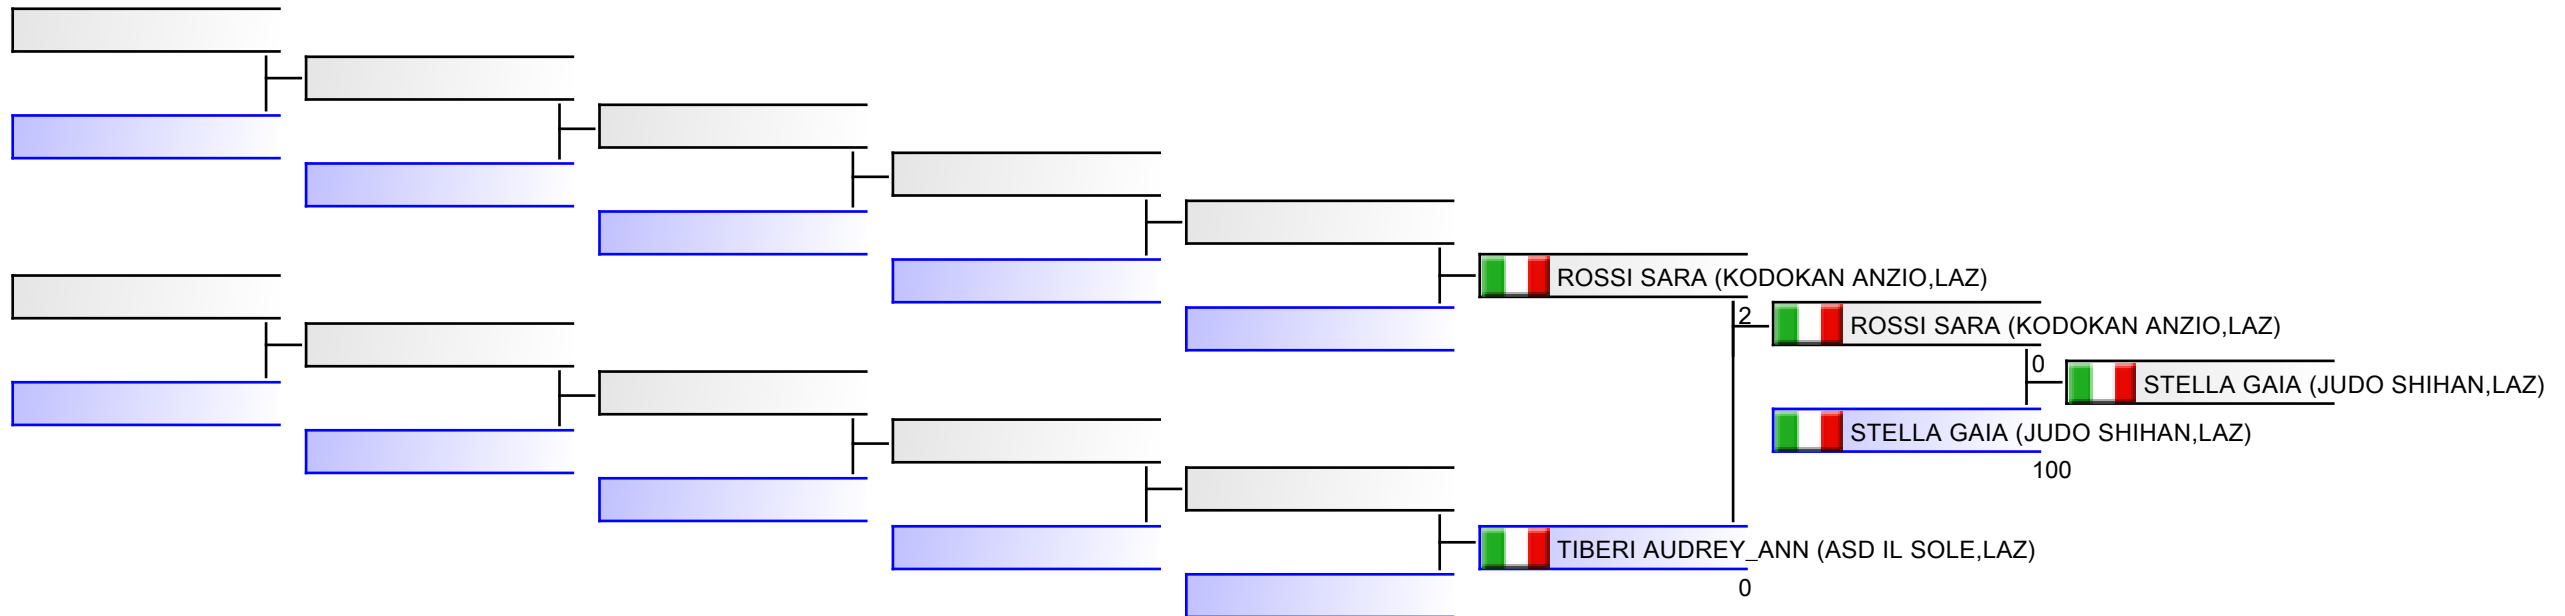 ROSSI SARA (KODOKAN ANZIO,LAZ)
2
ROSSI SARA (KODOKAN ANZIO,LAZ)
0
STELLA GAIA (JUDO SHIHAN,LAZ)
STELLA GAIA (JUDO SHIHAN,LAZ)
100
TIBERI AUDREY_ANN (ASD IL SOLE,LAZ)
0